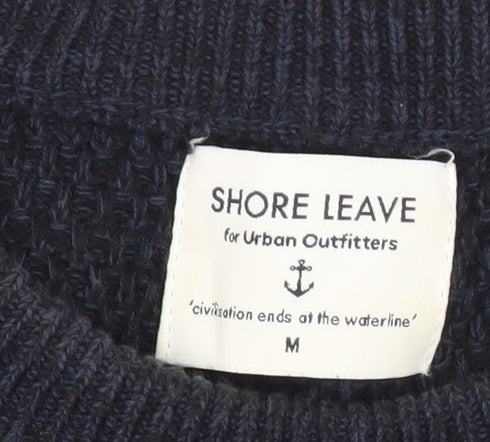 SHORE LEAVE
for Urban Outfitters
'civilisation ends at the waterline'
M